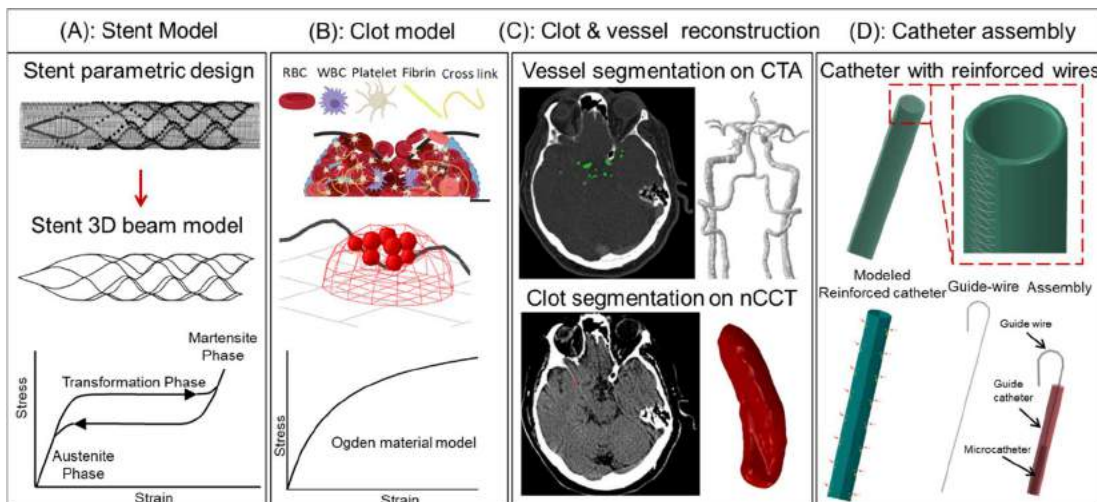 (A): Stent Model
Stent parametric design
Stent 3D beam model
Martensite
Phase
Transformation Phase
Austenite
Phase
Stress
Strain
(B): Clot model
RBC WBC Platelet Fibrin Cross link
Ogden material model
Stress
Strain
(C): Clot & vessel reconstruction
Vessel segmentation on CTA
Clot segmentation on nCCT
(D): Catheter assembly
Catheter with reinforced wires
Modeled
Reinforced catheter
Guide-wire
Assembly
Guide wire
Guide
catheter
Microcatheter